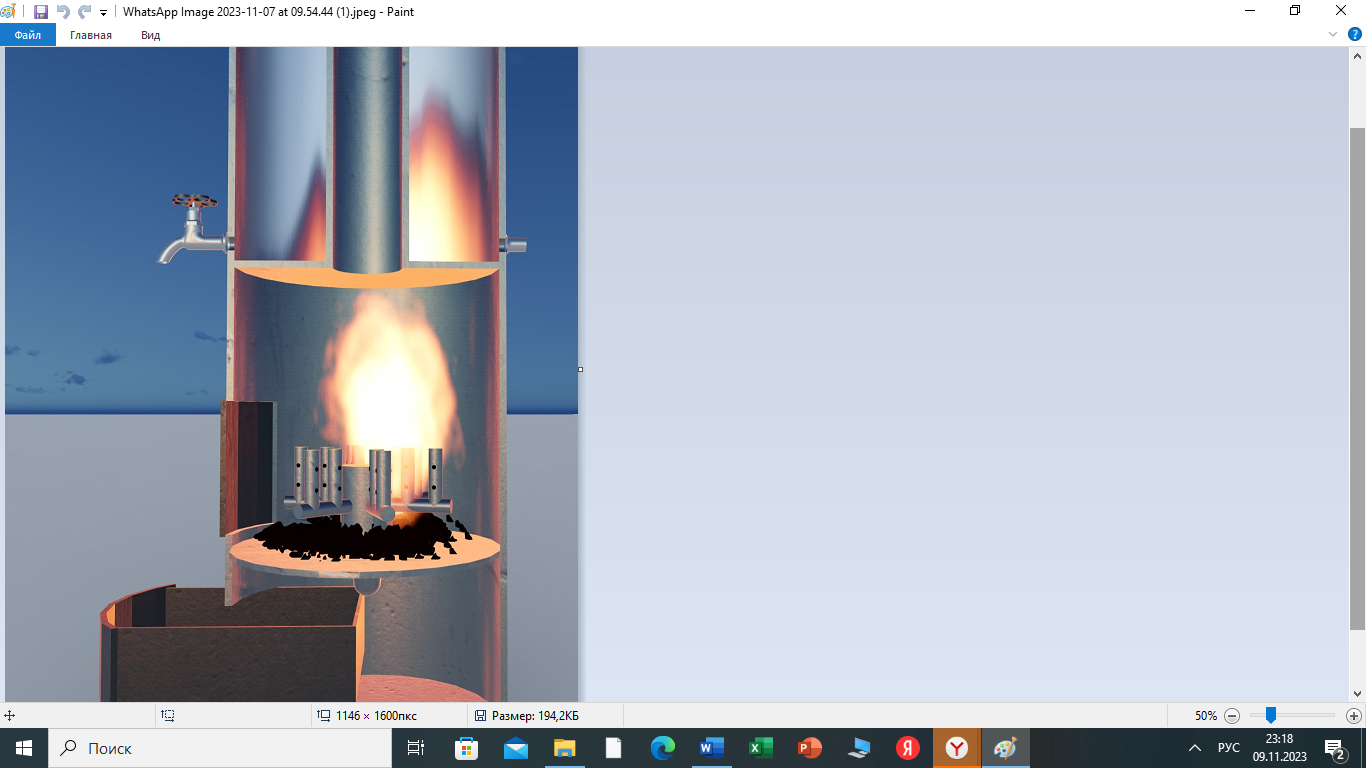 WhatsApp Image 2023-11-07 at 09.54.44 (1).jpeg - Paint
Файл Главная Вид
1146 × 1600пкс
Размер: 194,2КБ
50%
Поиск
РУС
23:18
09.11.2023
2